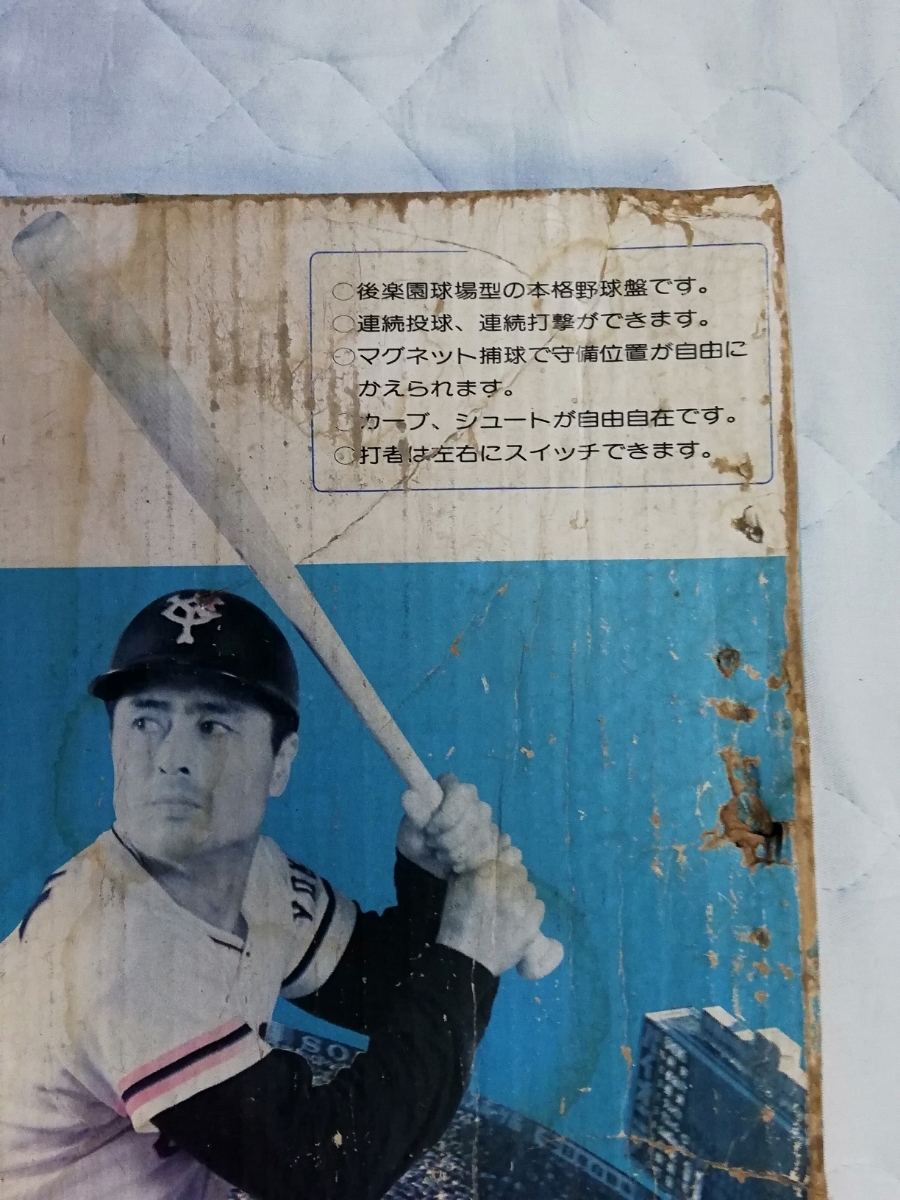 ○後楽園球場型の本格野球盤です。
○連続投球、連続打撃ができます。
○マグネット捕球で守備位置が自由に
かえられます。
○カーブ、シュートが自由自在です。
○打者は左右にスイッチできます。
YG
SO